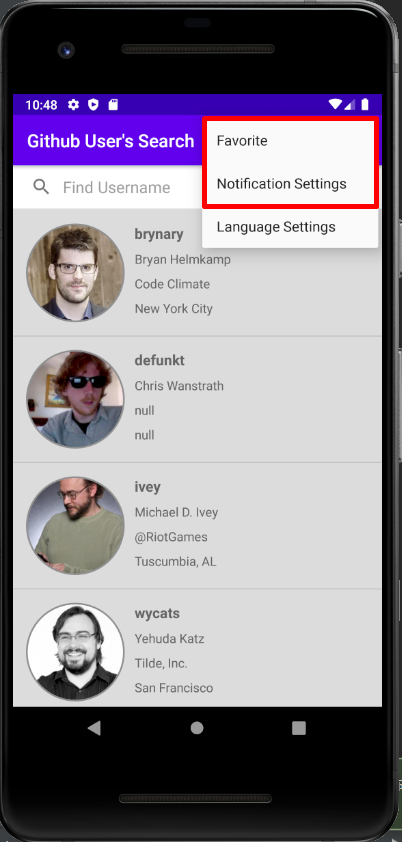 10:48
Github User's Search
Favorite
Notification Settings
Language Settings
Find Username
brynary
Bryan Helmkamp
Code Climate
New York City
defunkt
Chris Wanstrath
null
null
ivey
Michael D. Ivey
@RiotGames
Tuscumbia, AL
wycats
Yehuda Katz
Tilde, Inc.
San Francisco